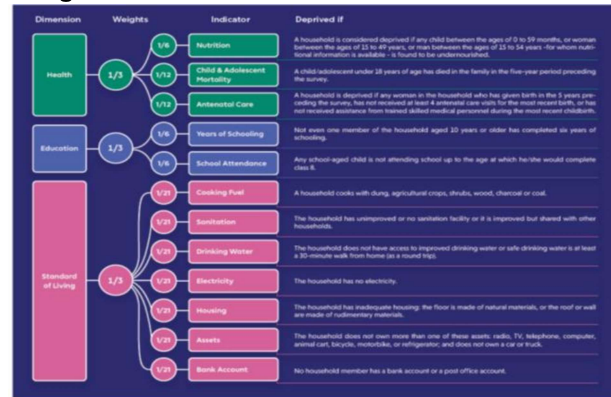 Dimension Weights Indicator Deprived if
Health
1/3
1/6 Nutrition
A household is considered deprived if any child between the ages of 0 to 59 months, or woman
between the ages of 15 to 49 years, or man between the ages of 15 to 54 years -for whom nutri-
tional information is available - is found to be undernourished.
1/12 Child & Adolescent
Mortality
A child/adolescent under 18 years of age has died in the family in the five-year period preceding
the survey.
1/12 Antenatal Care
A household is deprived if any woman in the household who has given birth in the 5 years pre-
ceding the survey, has not received at least 4 antenatal care visits for the most recent birth, or has
not received assistance from trained skilled medical personnel during the most recent childbirth.
Education
1/3
1/6 Years of Schooling
Not even one member of the household aged 10 years or older has completed six years of
schooling.
1/6 School Attendance
Any school-aged child is not attending school up to the age at which he/she would complete
class 8.
Standard
of Living
1/3
1/21 Cooking Fuel
A household cooks with dung, agricultural crops, shrubs, wood, charcoal or coal.
1/21 Sanitation
The household has unimproved or no sanitation facility or it is improved but shared with other
households.
1/21 Drinking Water
The household does not have access to improved drinking water or safe drinking water is at least
a 30-minute walk from home (as a round trip).
1/21 Electricity
The household has no electricity.
1/21 Housing
The household has inadequate housing: the floor is made of natural materials, or the roof or wall
are made of rudimentary materials.
1/21 Assets
The household does not own more than one of these assets: radio, TV, telephone, computer,
animal cart, bicycle, motorbike, or refrigerator; and does not own a car or truck.
1/21 Bank Account
No household member has a bank account or a post office account.